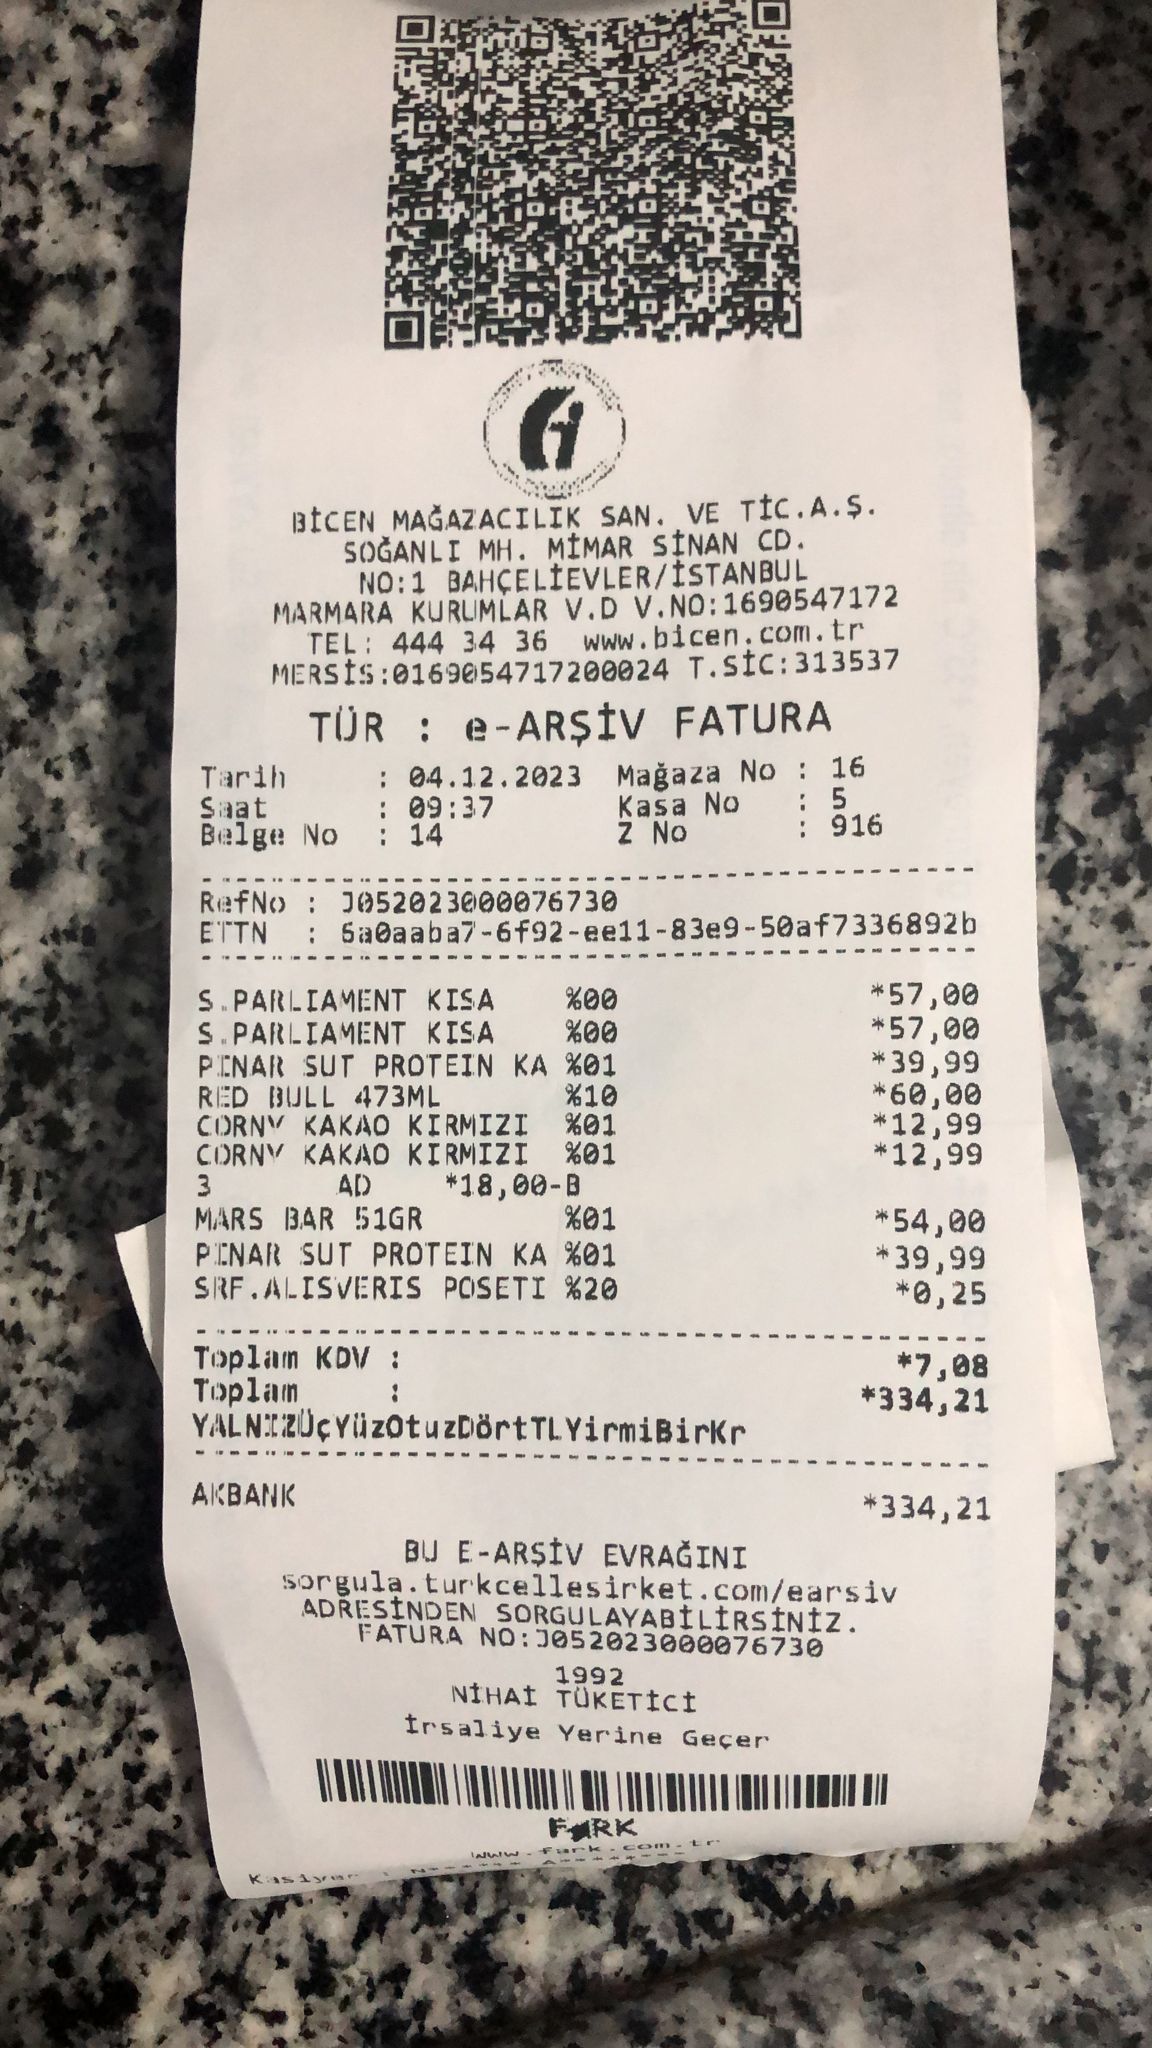 BİCEN MAĞAZACILIK SAN. VE TİC.A.Ş.
SOĞANLI MH. MİMAR SİNAN CD.
NO:1 BAHÇELİEVLER/İSTANBUL
MARMARA KURUMLAR V.D V.NO:1690547172
TEL: 444 34 36 www.bicen.com.tr
MERSİS:0169054717200024 T.SİC:313537
TÜR : e-ARŞİV FATURA
Tarih : 04.12.2023 Mağaza No : 16
Saat : 09:37 Kasa No : 5
Belge No : 14 Z No : 916
RefNo : J052023000076730
ETTN : 6a0aaba7-6f92-ee11-83e9-50af7336892b
S.PARLIAMENT KISA %00 *57,00
S.PARLIAMENT KISA %00 *57,00
PINAR SUT PROTEIN KA %01 *39,99
RED BULL 473ML %10 *60,00
CORNY KAKAO KIRMIZI %01 *12,99
CORNY KAKAO KIRMIZI %01 *12,99
3 AD *18,00-B
MARS BAR 51GR %01 *54,00
PINAR SUT PROTEIN KA %01 *39,99
SRF.ALISVERIS POSETI %20 *0,25
Toplam KDV : *7,08
Toplam : *334,21
YALNIZÜçYüzOtuzDörtTLYirmiBirKr
AKBANK *334,21
BU E-ARŞİV EVRAĞINI
sorgula.turkcellesirket.com/earsiv
ADRESİNDEN SORGULAYABİLİRSİNİZ.
FATURA NO:J052023000076730
1992
NİHAİ TÜKETİCİ
İrsaliye Yerine Geçer
FARK
www.fark.com.tr
Kasiyer : N****** A********